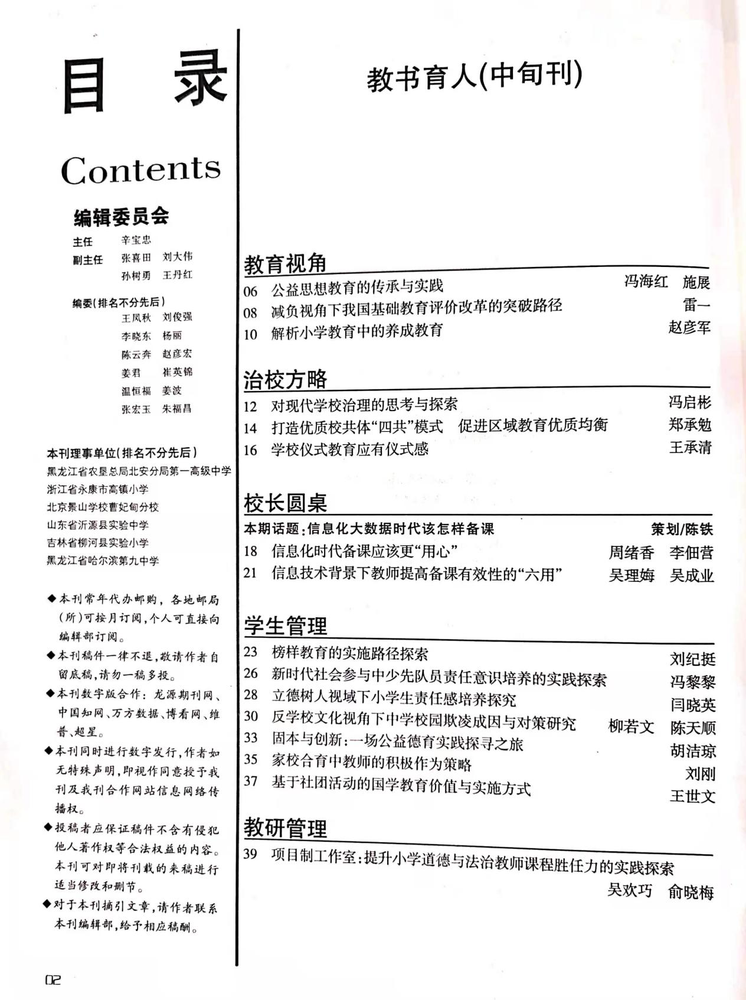 目 录
Contents
编辑委员会
主任 辛宝忠
副主任 张喜田 刘大伟
孙树勇 王丹红
编委(排名不分先后)
王凤秋 刘俊强
李晓东 杨丽
陈云奔 赵彦宏
姜君 崔英锦
温恒福 姜波
张宏玉 朱福昌
本刊理事单位(排名不分先后)
黑龙江省农垦总局北安分局第一高级中学
浙江省永康市高镇小学
北京景山学校曹妃甸分校
山东省沂源县实验中学
吉林省柳河县实验小学
黑龙江省哈尔滨第九中学
◆本刊常年代办邮购，各地邮局
(所)可按月订阅,个人可直接向
编辑部订阅。
◆本刊稿件一律不退,敬请作者自
留底稿,请勿一稿多投。
◆本刊数字版合作：龙源期刊网、
中国知网、万方数据、博看网、维
普、超星。
◆本刊同时进行数字发行,作者如
无特殊声明,即视作同意授予我
刊及我刊合作网站信息网络传
播权。
◆投稿者应保证稿件不含有侵犯
他人著作权等合法权益的内容。
本刊可对即将刊载的来稿进行
适当修改和删节。
◆对于本刊摘引文章,请作者联系
本刊编辑部,给予相应稿酬。
02
教书育人(中旬刊)
教育视角
06 公益思想教育的传承与实践 冯海红 施展
08 减负视角下我国基础教育评价改革的突破路径 雷一
10 解析小学教育中的养成教育 赵彦军
治校方略
12 对现代学校治理的思考与探索 冯启彬
14 打造优质校共体“四共”模式 促进区域教育优质均衡 郑承勉
16 学校仪式教育应有仪式感 王承清
校长圆桌
本期话题:信息化大数据时代该怎样备课 策划/陈铁
18 信息化时代备课应该更“用心” 周绪香 李佃营
21 信息技术背景下教师提高备课有效性的“六用” 吴理娒 吴成业
学生管理
23 榜样教育的实施路径探索 刘纪挺
26 新时代社会参与中少先队员责任意识培养的实践探索 冯黎黎
28 立德树人视域下小学生责任感培养探究 闫晓英
30 反学校文化视角下中学校园欺凌成因与对策研究 柳若文 陈天顺
33 固本与创新:一场公益德育实践探寻之旅 胡洁琼
35 家校合育中教师的积极作为策略 刘刚
37 基于社团活动的国学教育价值与实施方式 王世文
教研管理
39 项目制工作室:提升小学道德与法治教师课程胜任力的实践探索
吴欢巧 俞晓梅